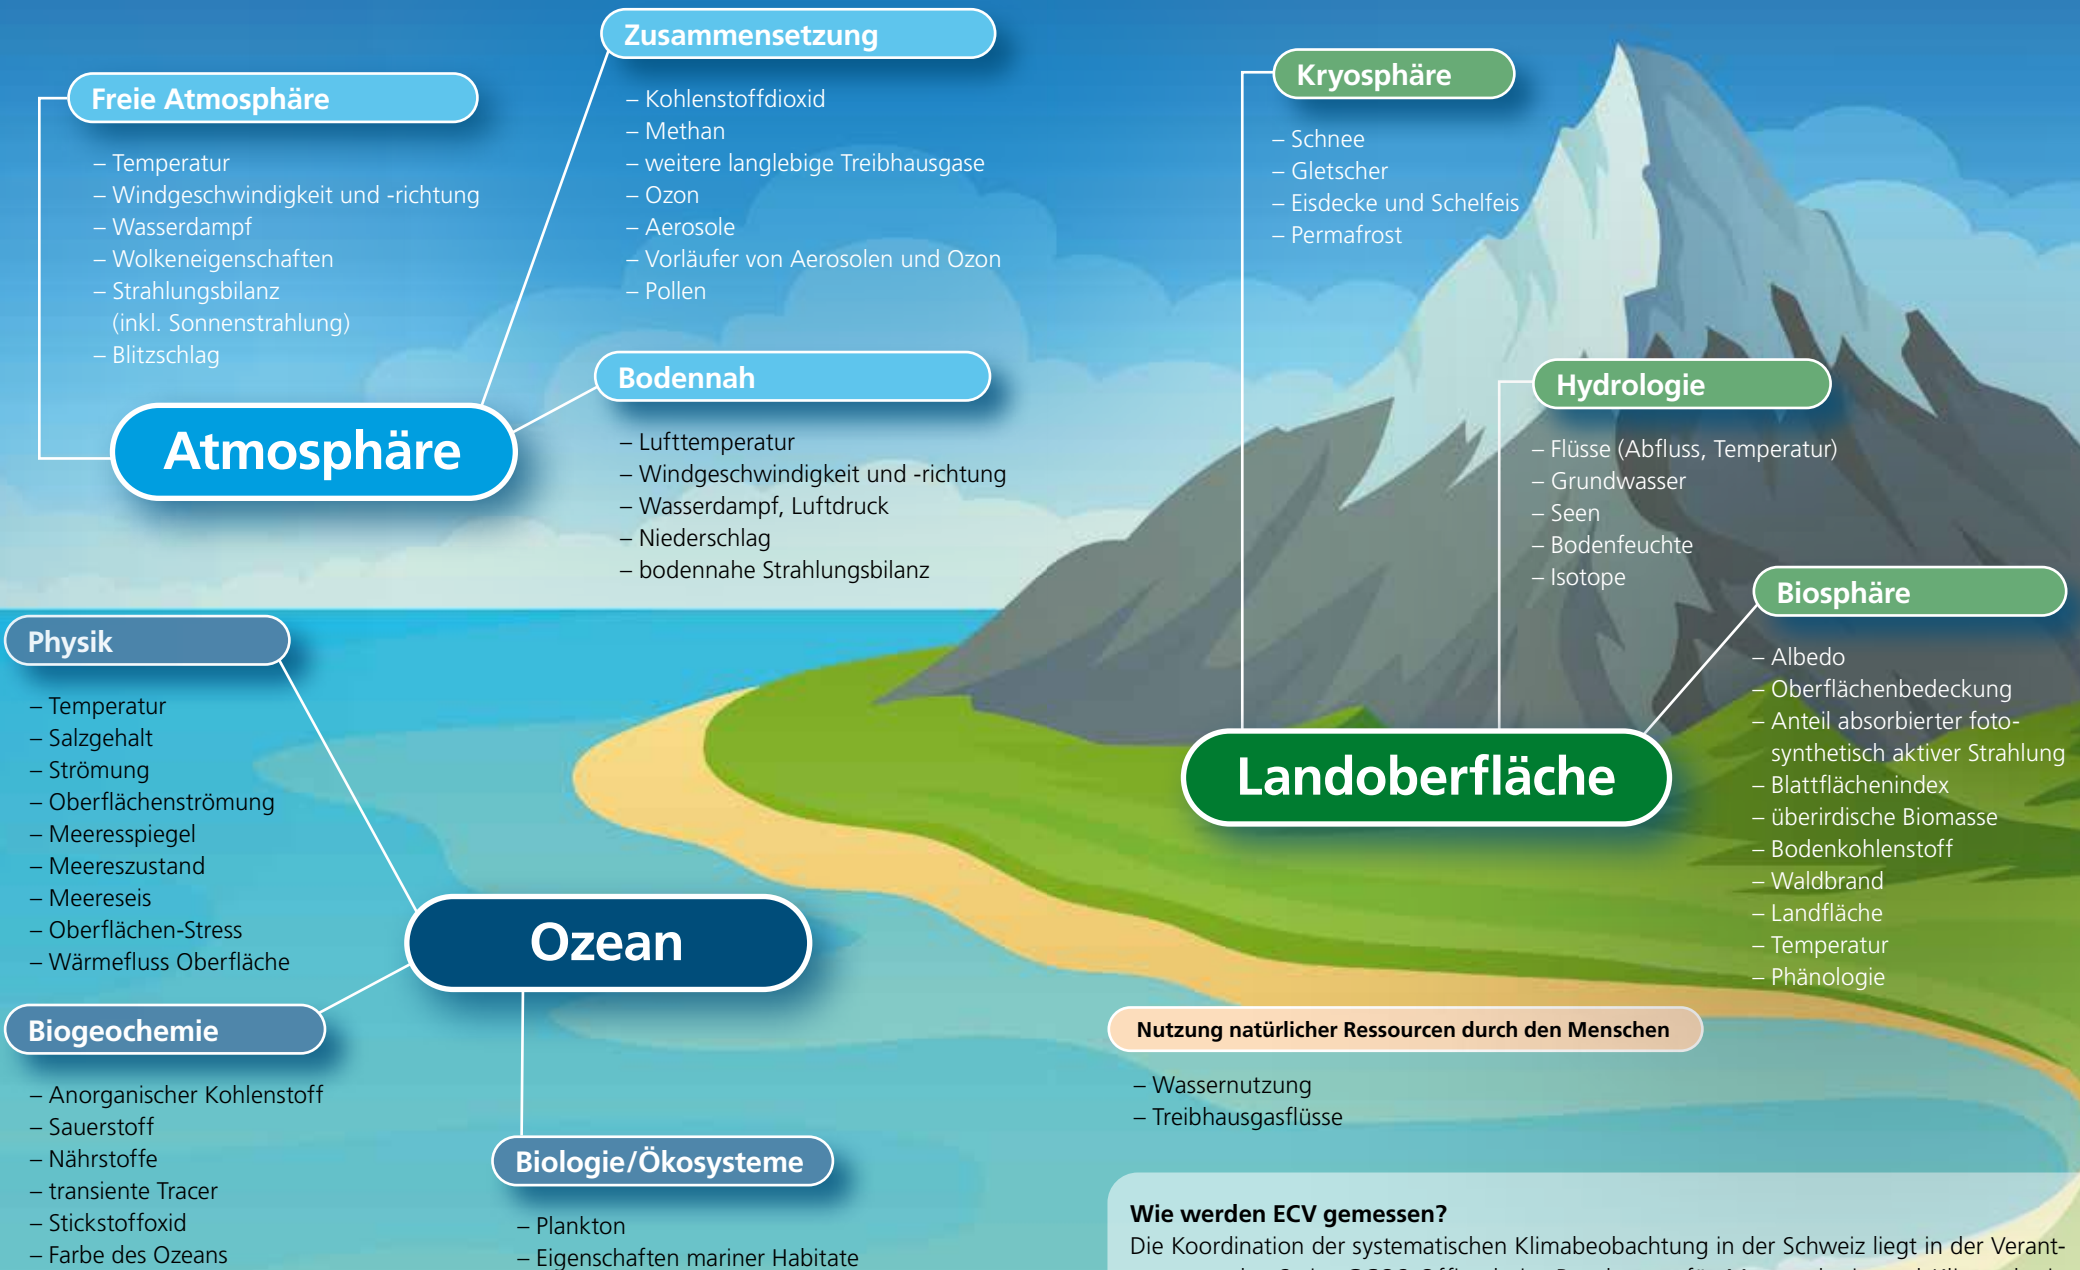 Zusammensetzung
– Kohlenstoffdioxid
– Methan
– weitere langlebige Treibhausgase
– Ozon
– Aerosole
– Vorläufer von Aerosolen und Ozon
– Pollen
Freie Atmosphäre
– Temperatur
– Windgeschwindigkeit und -richtung
– Wasserdampf
– Wolkeneigenschaften
– Strahlungsbilanz
(inkl. Sonnenstrahlung)
– Blitzschlag
Bodennah
– Lufttemperatur
– Windgeschwindigkeit und -richtung
– Wasserdampf, Luftdruck
– Niederschlag
– bodennahe Strahlungsbilanz
Atmosphäre
Kryosphäre
– Schnee
– Gletscher
– Eisdecke und Schelfeis
– Permafrost
Hydrologie
– Flüsse (Abfluss, Temperatur)
– Grundwasser
– Seen
– Bodenfeuchte
– Isotope
Biosphäre
– Albedo
– Oberflächenbedeckung
– Anteil absorbierter foto-
synthetisch aktiver Strahlung
– Blattflächenindex
– überirdische Biomasse
– Bodenkohlenstoff
– Waldbrand
– Landfläche
– Temperatur
– Phänologie
Landoberfläche
Physik
– Temperatur
– Salzgehalt
– Strömung
– Oberflächenströmung
– Meeresspiegel
– Meereszustand
– Meereseis
– Oberflächen-Stress
– Wärmefluss Oberfläche
Ozean
Biogeochemie
– Anorganischer Kohlenstoff
– Sauerstoff
– Nährstoffe
– transiente Tracer
– Stickstoffoxid
– Farbe des Ozeans
Biologie/Ökosysteme
– Plankton
– Eigenschaften mariner Habitate
Nutzung natürlicher Ressourcen durch den Menschen
– Wassernutzung
– Treibhausgasflüsse
Wie werden ECV gemessen?
Die Koordination der systematischen Klimabeobachtung in der Schweiz liegt in der Verant-